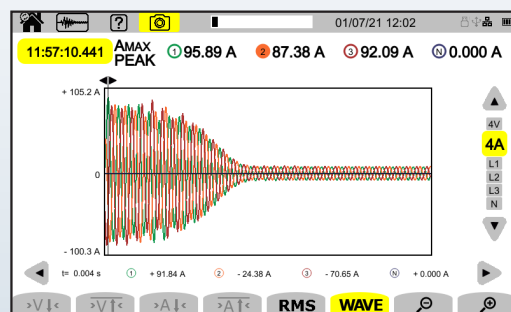 ?
01/07/21 12:02
11:57:10.441 AMAX PEAK 1 95.89 A 2 87.38 A 3 92.09 A N 0.000 A
+ 105.2 A
0
- 100.3 A
4V
4A
L1
L2
L3
N
t= 0.004 s 1 + 91.84 A 2 - 24.38 A 3 - 70.65 A N + 0.000 A
>V↓< >V↑< >A↓< >A↑< RMS WAVE